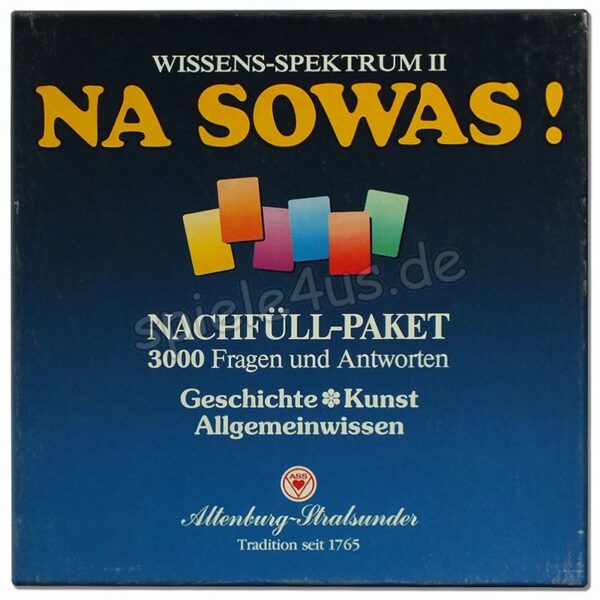 WISSENS-SPEKTRUM II
NA SOWAS!
spiele4us.de
NACHFÜLL-PAKET
3000 Fragen und Antworten
Geschichte ✽ Kunst
Allgemeinwissen
ASS
Altenburg-Stralsunder
Tradition seit 1765